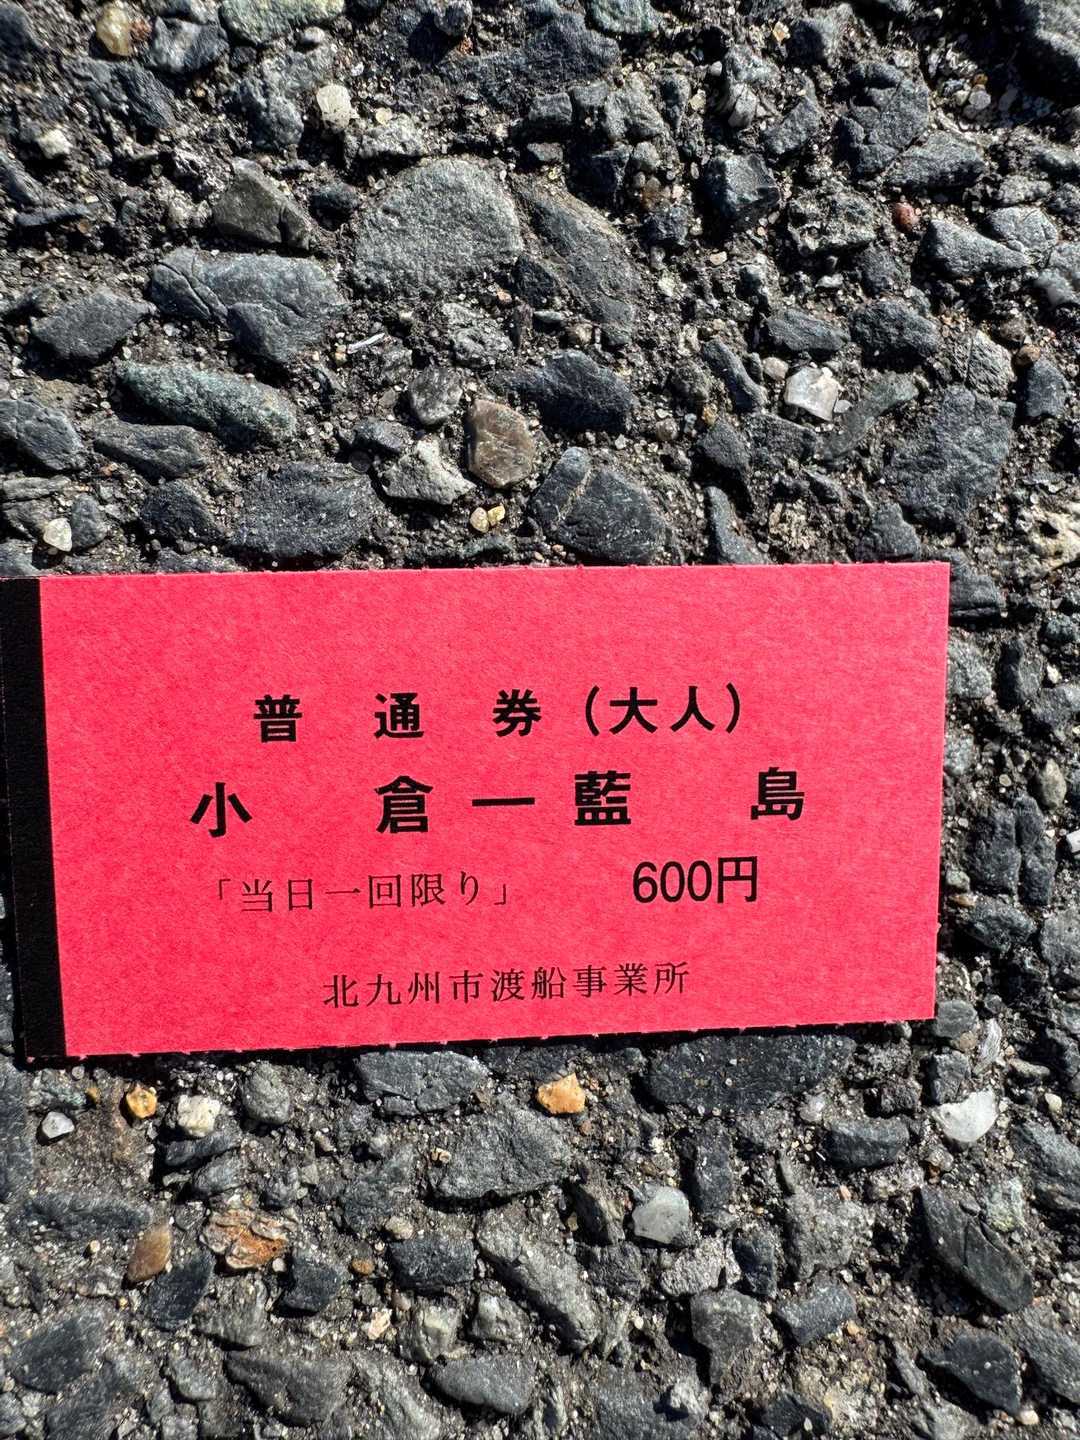 普通券(大人)
小倉―藍島
「当日一回限り」 600円
北九州市渡船事業所